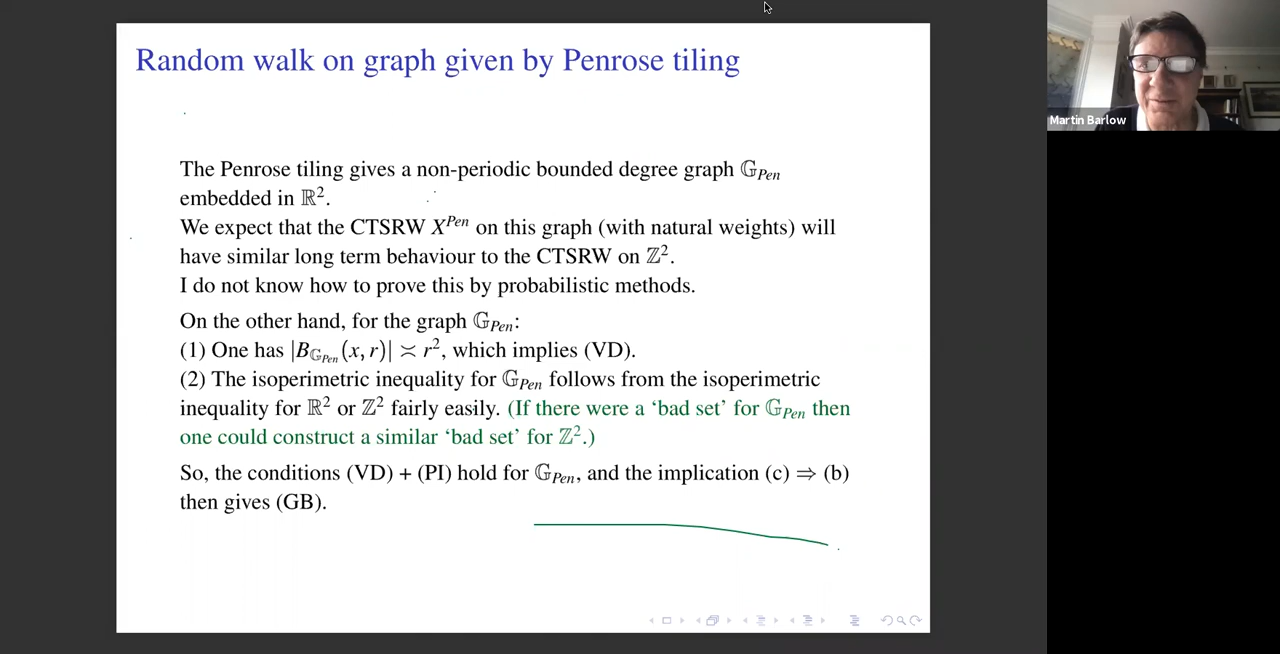 Random walk on graph given by Penrose tiling
Martin Barlow
The Penrose tiling gives a non-periodic bounded degree graph 𝔾_Pen
embedded in ℝ².
We expect that the CTSRW X^Pen on this graph (with natural weights) will
have similar long term behaviour to the CTSRW on ℤ².
I do not know how to prove this by probabilistic methods.
On the other hand, for the graph 𝔾_Pen:
(1) One has |B_𝔾_Pen(x, r)| ≍ r², which implies (VD).
(2) The isoperimetric inequality for 𝔾_Pen follows from the isoperimetric
inequality for ℝ² or ℤ² fairly easily. (If there were a ‘bad set’ for 𝔾_Pen then
one could construct a similar ‘bad set’ for ℤ².)
So, the conditions (VD) + (PI) hold for 𝔾_Pen, and the implication (c) ⇒ (b)
then gives (GB).